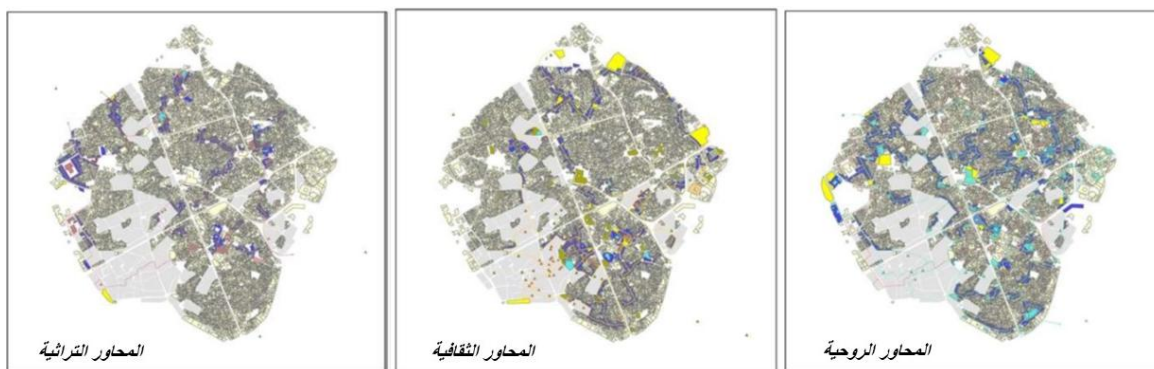 المحاور الروحية
المحاور الثقافية
المحاور التراثية